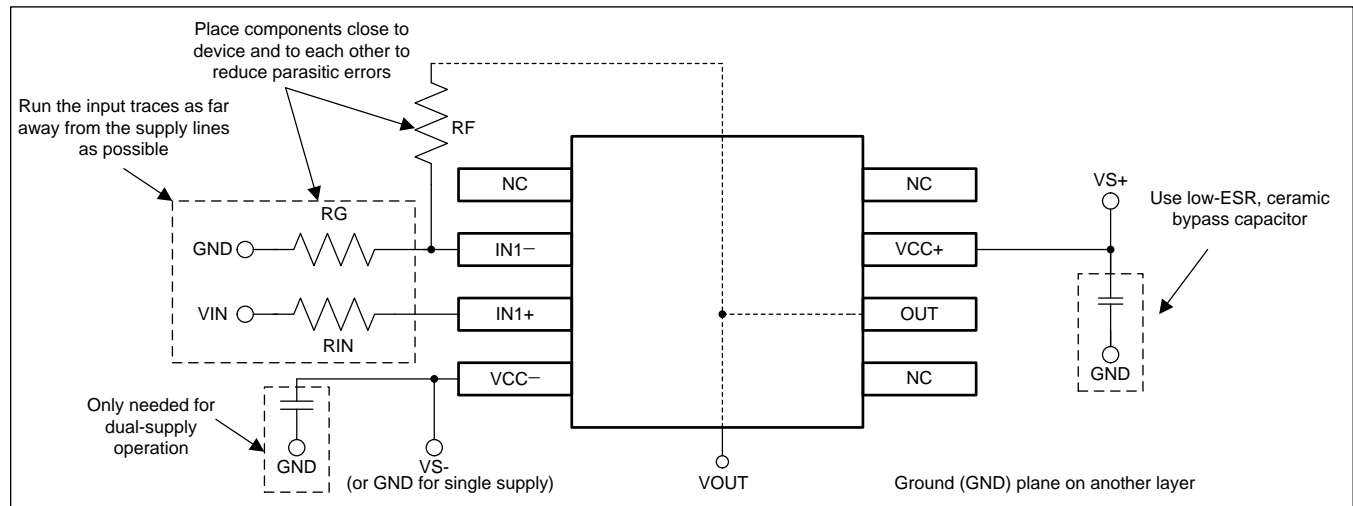 Place components close to
device and to each other to
reduce parasitic errors
Run the input traces as far
away from the supply lines
as possible
RF
NC
NC
VS+
Use low-ESR, ceramic
bypass capacitor
RG
GND
IN1−
VCC+
VIN
IN1+
OUT
RIN
VCC−
NC
GND
Only needed for
dual-supply
operation
GND
VS-
(or GND for single supply)
VOUT
Ground (GND) plane on another layer